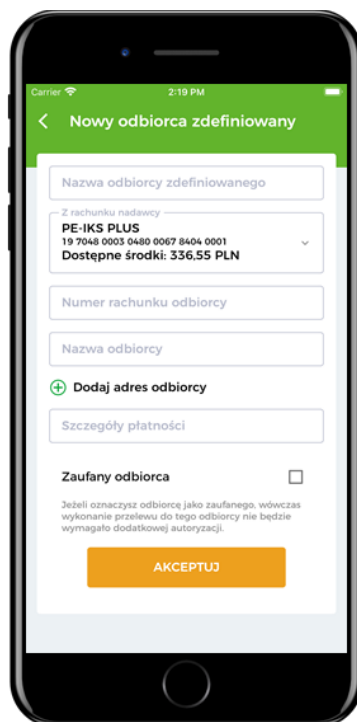 Carrier 2:19 PM
Nowy odbiorca zdefiniowany
Nazwa odbiorcy zdefiniowanego
Z rachunku nadawcy
PE-IKS PLUS
19 7048 0003 0480 0067 8404 0001
Dostępne środki: 336,55 PLN
Numer rachunku odbiorcy
Nazwa odbiorcy
Dodaj adres odbiorcy
Szczegóły płatności
Zaufany odbiorca
Jeżeli oznaczysz odbiorcę jako zaufanego, wówczas
wykonanie przelewu do tego odbiorcy nie będzie
wymagało dodatkowej autoryzacji.
AKCEPTUJ